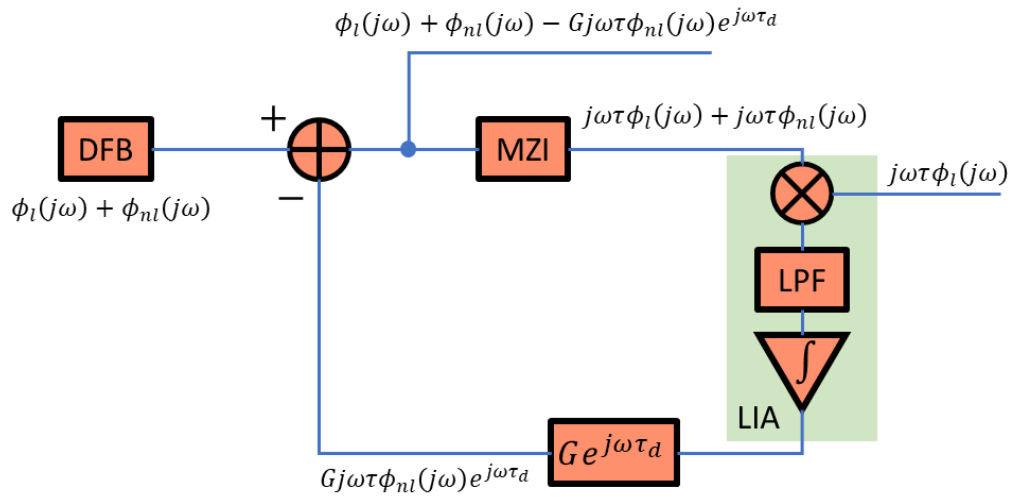 ϕ_l(jω) + ϕ_nl(jω) − Gjωτϕ_nl(jω)e^{jωτ_d}
+
DFB
MZI
jωτϕ_l(jω) + jωτϕ_nl(jω)
jωτϕ_l(jω)
−
ϕ_l(jω) + ϕ_nl(jω)
LPF
∫
LIA
Ge^{jωτ_d}
Gjωτϕ_nl(jω)e^{jωτ_d}